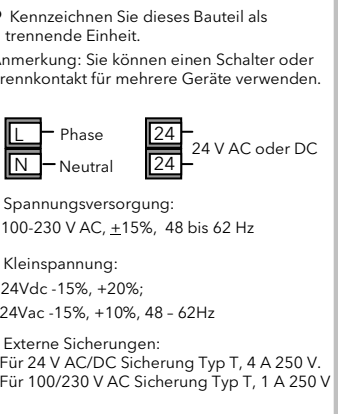 Kennzeichnen Sie dieses Bauteil als
trennende Einheit.
nmerkung: Sie können einen Schalter oder
rennkontakt für mehrere Geräte verwenden.
L Phase 24
24 V AC oder DC
N Neutral 24
Spannungsversorgung:
100-230 V AC, ±15%, 48 bis 62 Hz
Kleinspannung:
24Vdc -15%, +20%;
24Vac -15%, +10%, 48 – 62Hz
Externe Sicherungen:
Für 24 V AC/DC Sicherung Typ T, 4 A 250 V.
Für 100/230 V AC Sicherung Typ T, 1 A 250 V